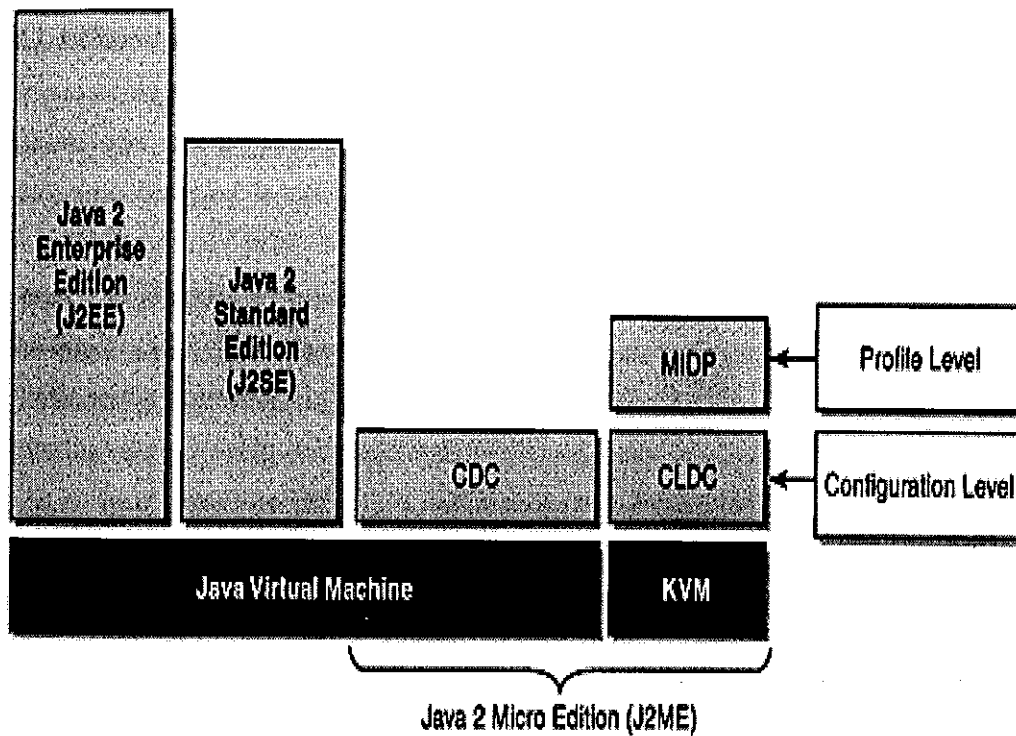 Java 2
Enterprise
Edition
(J2EE)
Java 2
Standard
Edition
(J2SE)
MIDP
Profile Level
CDC
CLDC
Configuration Level
Java Virtual Machine
KVM
Java 2 Micro Edition (J2ME)